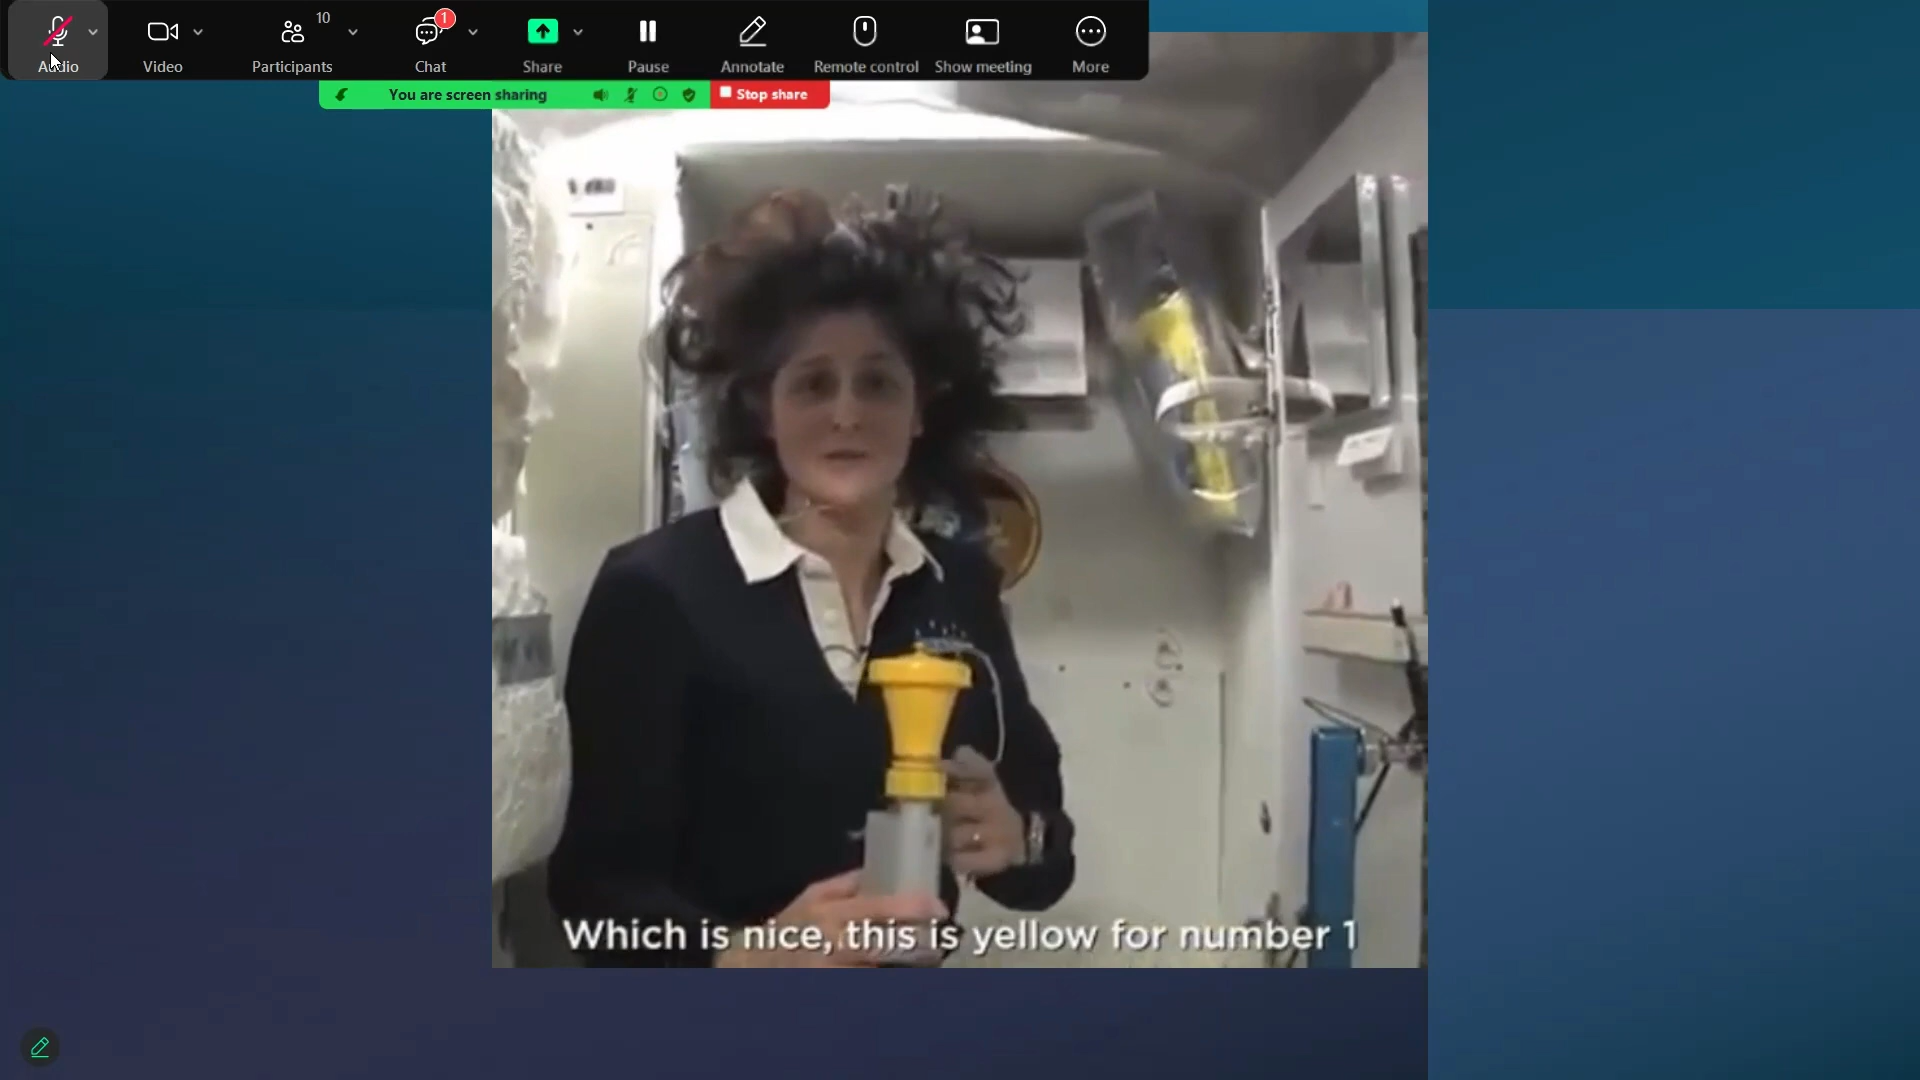 10
1
Audio
Video
Participants
Chat
Share
Pause
Annotate
Remote control
Show meeting
More
You are screen sharing
Stop share
Which is nice, this is yellow for number 1